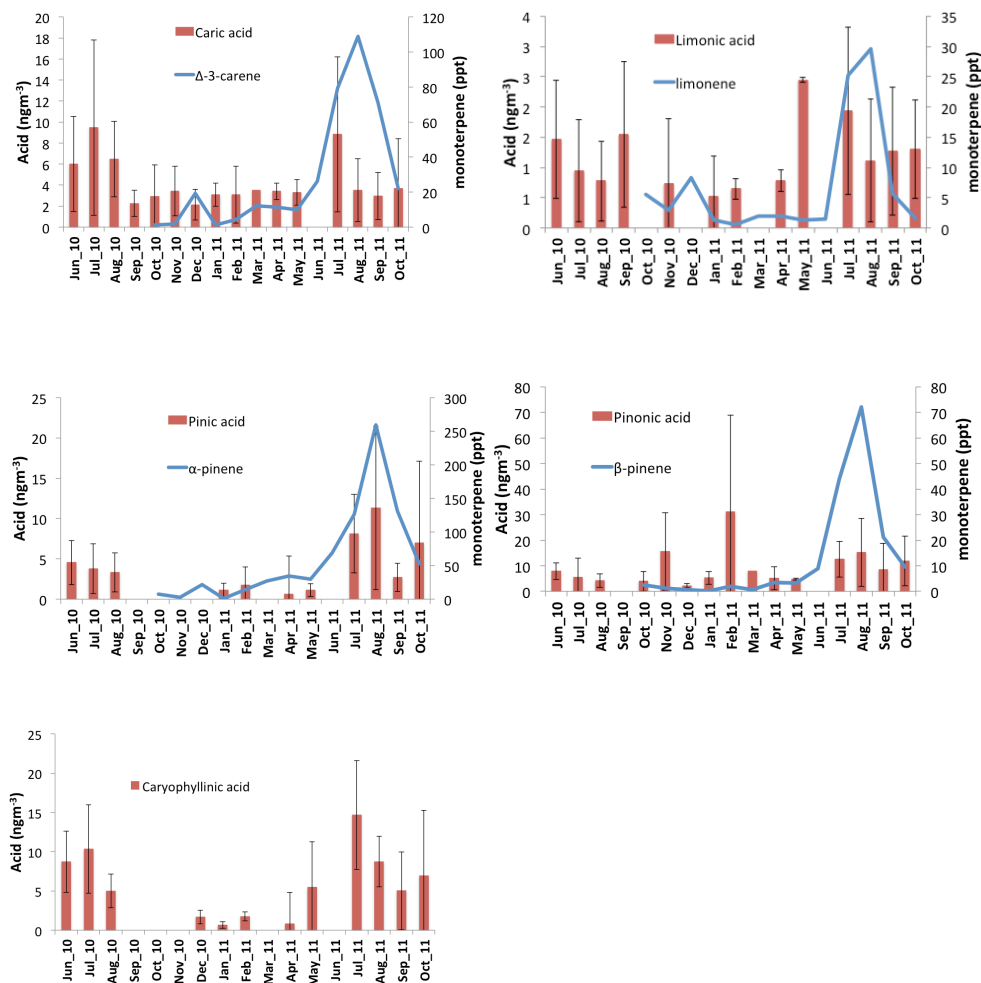 Acid (ngm-3)
20
18
16
14
12
10
8
6
4
2
0
Caric acid
Δ-3-carene
120
100
80
60
40
20
0
monoterpene (ppt)
Jun_10
Jul_10
Aug_10
Sep_10
Oct_10
Nov_10
Dec_10
Jan_11
Feb_11
Mar_11
Apr_11
May_11
Jun_11
Jul_11
Aug_11
Sep_11
Oct_11
Acid (ngm-3)
4
3
3
2
2
1
1
0
Limonic acid
limonene
35
30
25
20
15
10
5
0
monoterpene (ppt)
Jun_10
Jul_10
Aug_10
Sep_10
Oct_10
Nov_10
Dec_10
Jan_11
Feb_11
Mar_11
Apr_11
May_11
Jun_11
Jul_11
Aug_11
Sep_11
Oct_11
Acid (ngm-3)
25
20
15
10
5
0
Pinic acid
α-pinene
300
250
200
150
100
50
0
monoterpene (ppt)
Jun_10
Jul_10
Aug_10
Sep_10
Oct_10
Nov_10
Dec_10
Jan_11
Feb_11
Mar_11
Apr_11
May_11
Jun_11
Jul_11
Aug_11
Sep_11
Oct_11
Acid (ngm-3)
80
70
60
50
40
30
20
10
0
Pinonic acid
β-pinene
80
70
60
50
40
30
20
10
0
monoterpene (ppt)
Jun_10
Jul_10
Aug_10
Sep_10
Oct_10
Nov_10
Dec_10
Jan_11
Feb_11
Mar_11
Apr_11
May_11
Jun_11
Jul_11
Aug_11
Sep_11
Oct_11
Acid (ngm-3)
25
20
15
10
5
0
Caryophyllinic acid
Jun_10
Jul_10
Aug_10
Sep_10
Oct_10
Nov_10
Dec_10
Jan_11
Feb_11
Mar_11
Apr_11
May_11
Jun_11
Jul_11
Aug_11
Sep_11
Oct_11